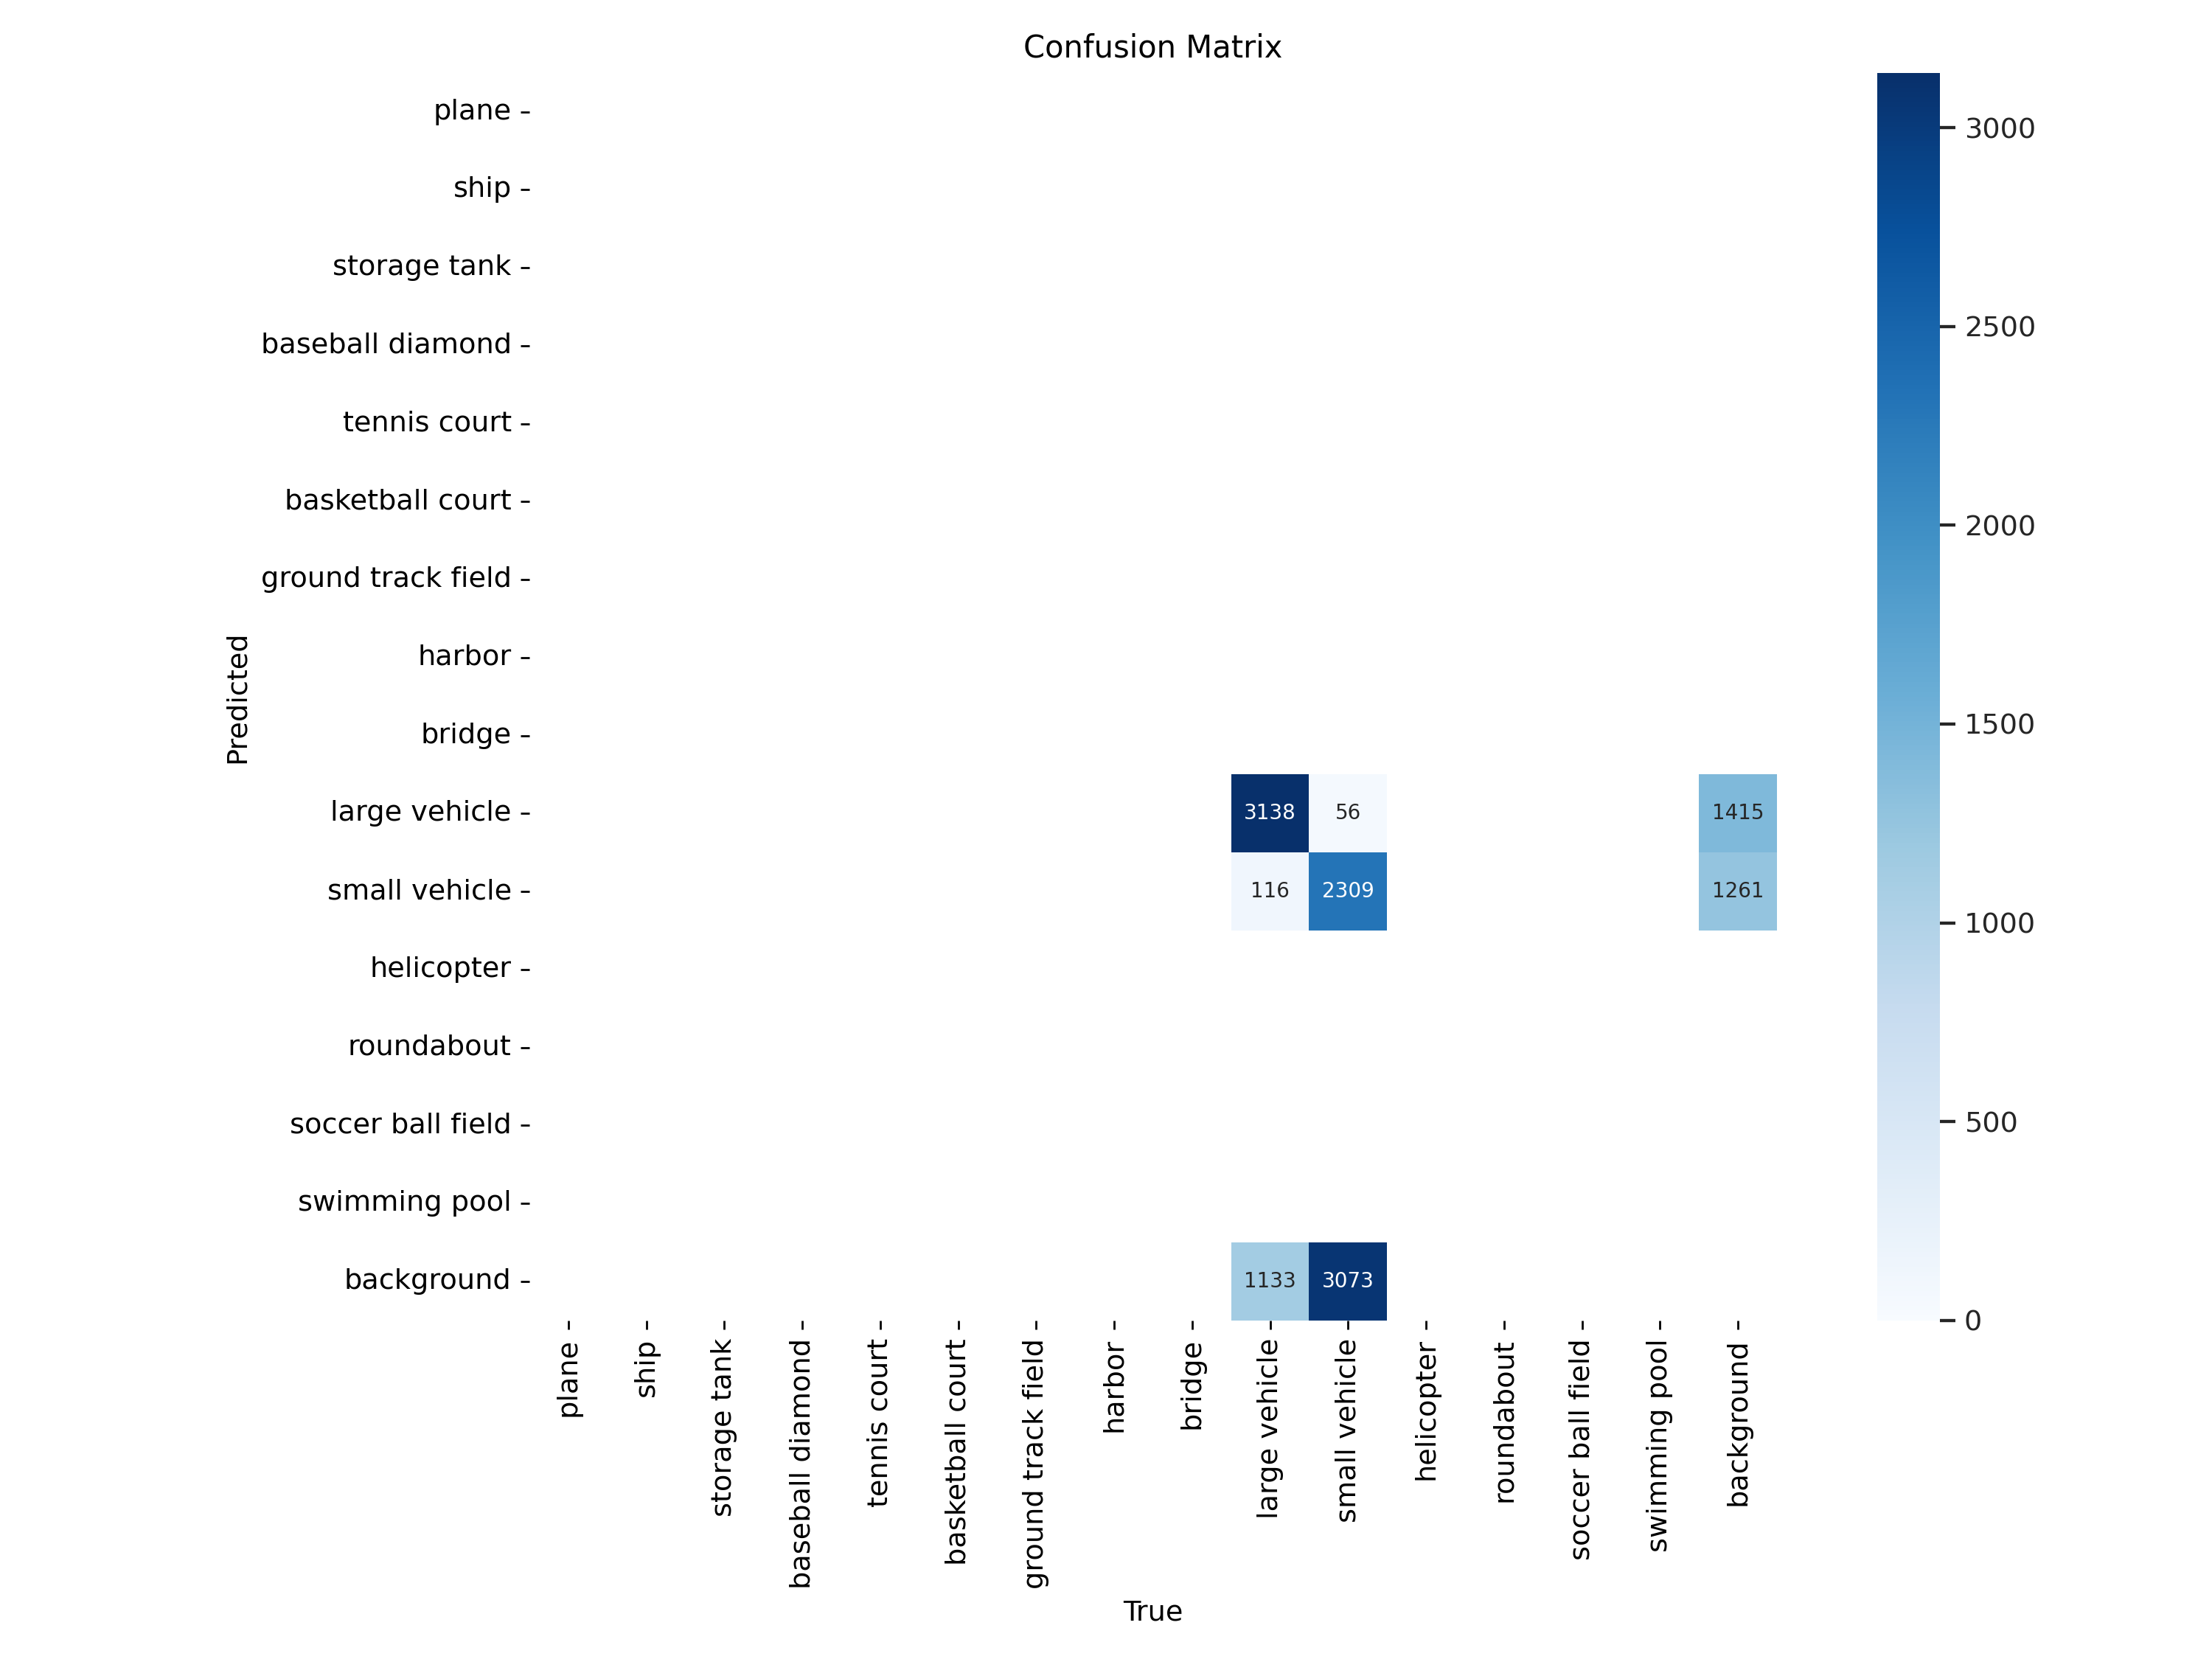 Confusion Matrix
plane
ship
storage tank
baseball diamond
tennis court
basketball court
ground track field
harbor
bridge
large vehicle
small vehicle
helicopter
roundabout
soccer ball field
swimming pool
background
Predicted
3138 56 1415
116 2309 1261
1133 3073
plane
ship
storage tank
baseball diamond
tennis court
basketball court
ground track field
harbor
bridge
large vehicle
small vehicle
helicopter
roundabout
soccer ball field
swimming pool
background
True
3000
2500
2000
1500
1000
500
0